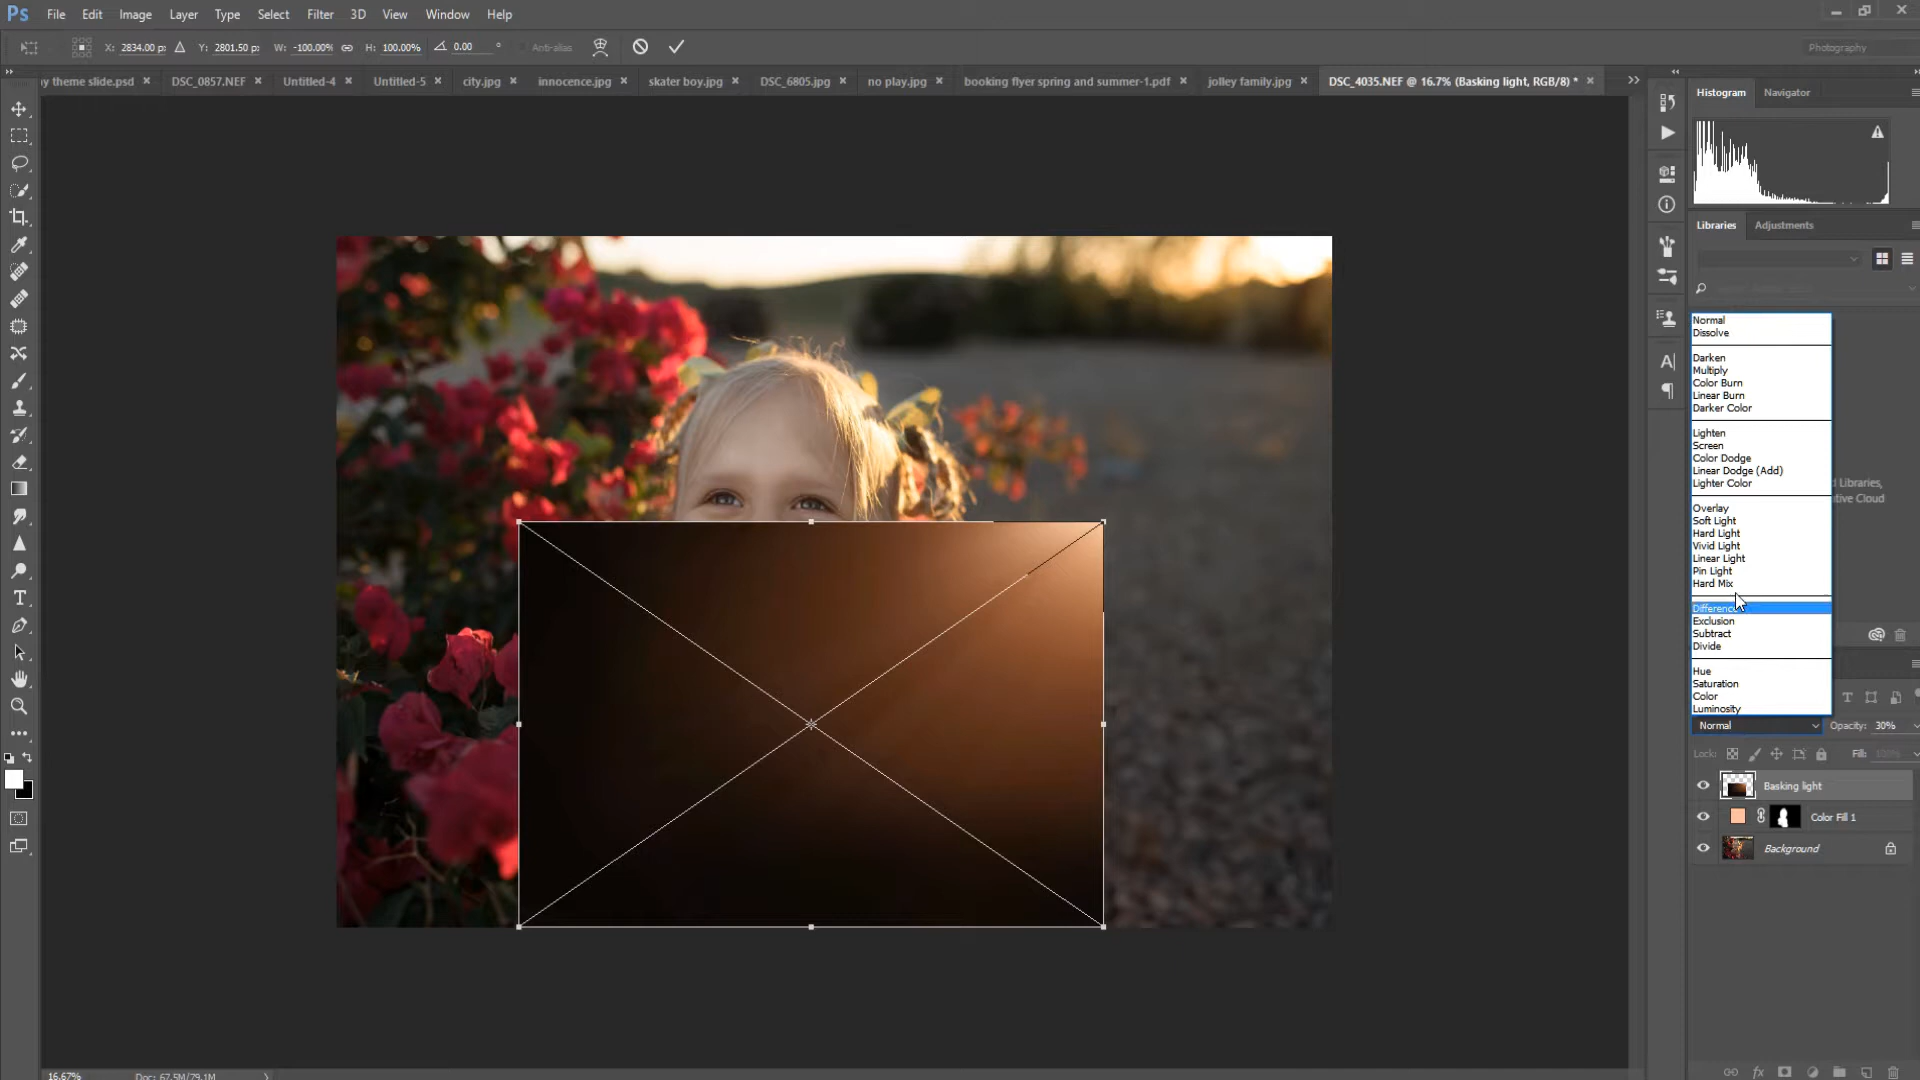 Ps File Edit Image Layer Type Select Filter 3D View Window Help
X: 2834.00 p: Y: 2801.50 p: W: -100.00% H: 100.00% 0.00 ° Anti-alias Photography
y theme slide.psd × DSC_0857.NEF × Untitled-4 × Untitled-5 × city.jpg × innocence.jpg × skater boy.jpg × DSC_6805.jpg × no play.jpg × booking flyer spring and summer-1.pdf × jolley family.jpg × DSC_4035.NEF @ 16.7% (Basking light, RGB/8) * ×
Histogram Navigator
Libraries Adjustments
Normal
Dissolve
Darken
Multiply
Color Burn
Linear Burn
Darker Color
Lighten
Screen
Color Dodge
Linear Dodge (Add)
Lighter Color
d Libraries,
tive Cloud
Overlay
Soft Light
Hard Light
Vivid Light
Linear Light
Pin Light
Hard Mix
Difference
Exclusion
Subtract
Divide
Hue
Saturation
Color
Luminosity
Normal Opacity: 30%
Lock: Fill: 100%
Basking light
Color Fill 1
Background
16.67% Doc: 67.5M/79.1M